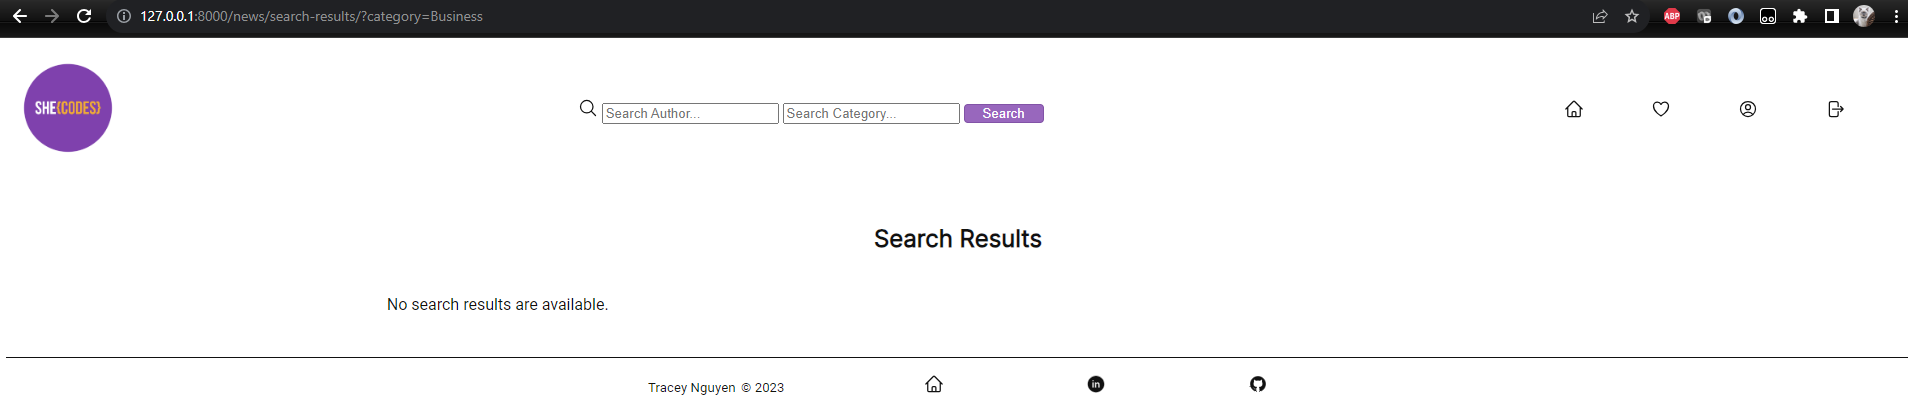 127.0.0.1:8000/news/search-results/?category=Business
ABP
SHE{CODES}
Search Author... Search Category... Search
Search Results
No search results are available.
Tracey Nguyen © 2023
in